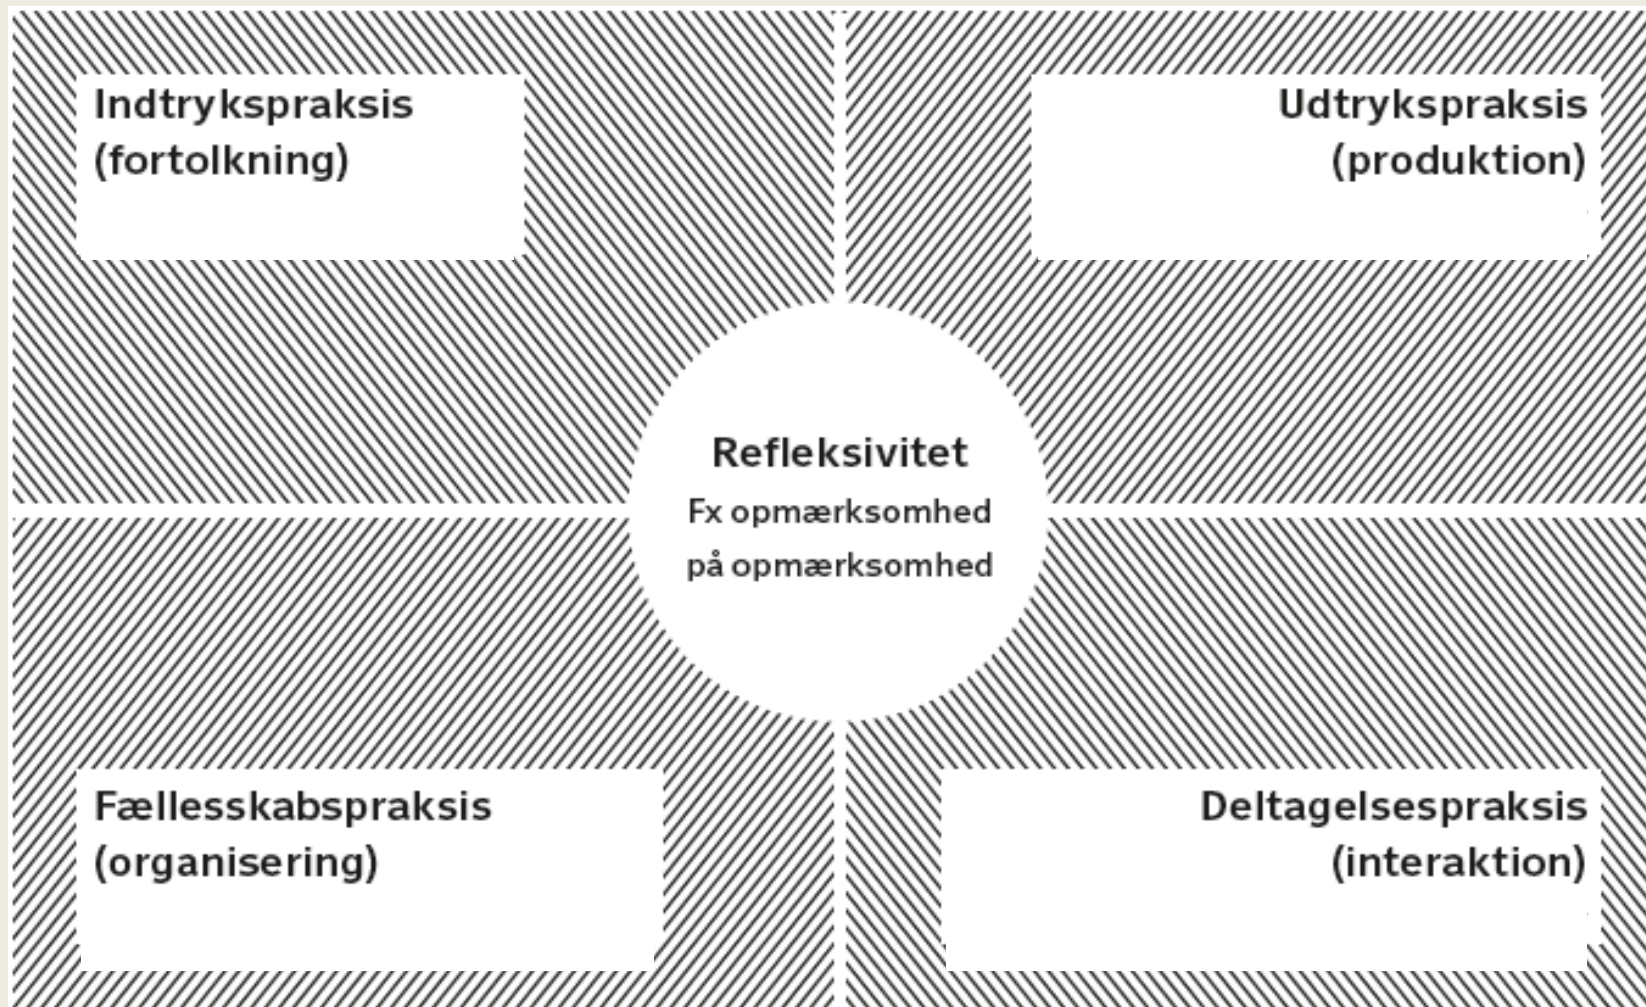 Indtrykspraksis
(fortolkning)
Udtrykspraksis
(produktion)
Refleksivitet
Fx opmærksomhed
på opmærksomhed
Fællesskabspraksis
(organisering)
Deltagelsespraksis
(interaktion)